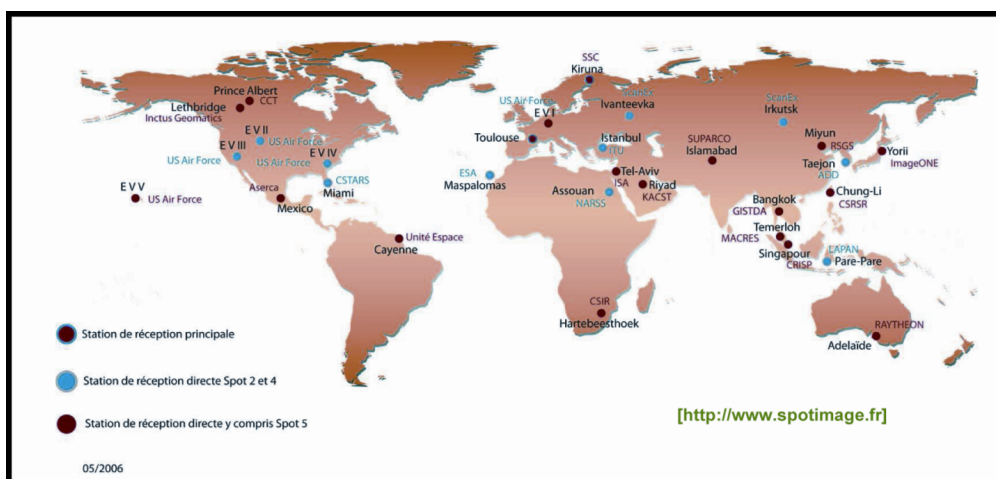 SSC
Kiruna
Prince Albert
CCT
Lethbridge
Inctus Geomatics
US Air Force
E V I
ScanEx
Ivanteevka
ScanEx
Irkutsk
E V II
US Air Force
E V III
US Air Force
US Air Force
E V IV
Toulouse
Istanbul
ITU
SUPARCO
Islamabad
Miyun
RSGS
Yorii
ImageONE
Taejon
ADD
E V V
US Air Force
Aserca
Mexico
CSTARS
Miami
ESA
Maspalomas
Tel-Aviv
ISA
Riyad
KACST
Assouan
NARSS
Chung-Li
CSRSR
Bangkok
GISTDA
Temerloh
MACRES
Singapour
CRISP
LAPAN
Pare-Pare
Unité Espace
Cayenne
CSIR
Hartebeesthoek
RAYTHEON
Adelaïde
Station de réception principale
Station de réception directe Spot 2 et 4
Station de réception directe y compris Spot 5
[http://www.spotimage.fr]
05/2006